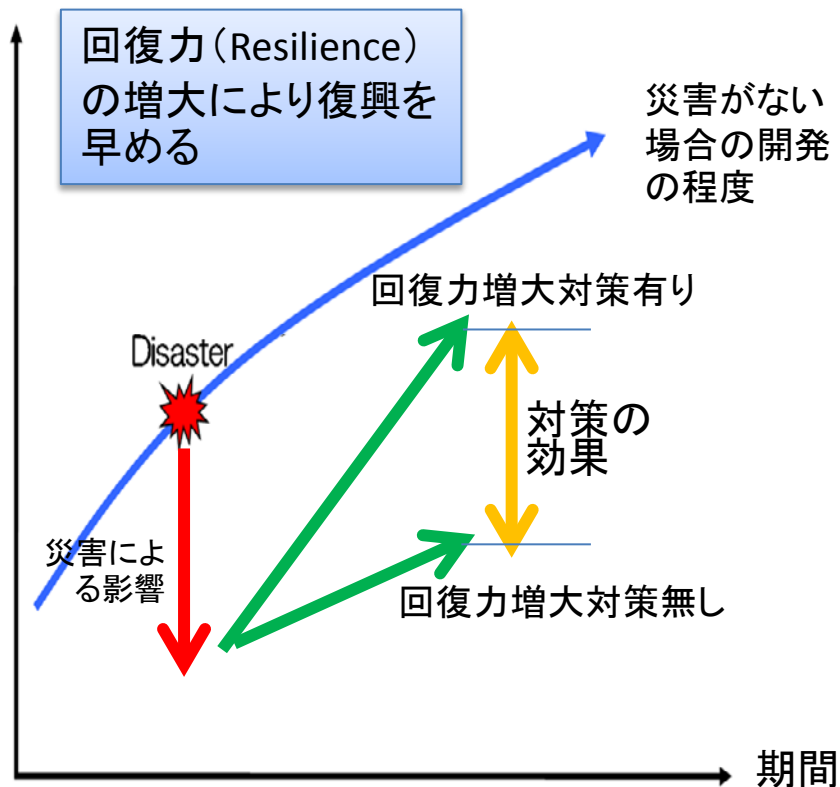 回復力（Resilience）
の増大により復興を
早める
災害がない
場合の開発
の程度
回復力増大対策有り
Disaster
対策の
効果
災害によ
る影響
回復力増大対策無し
期間